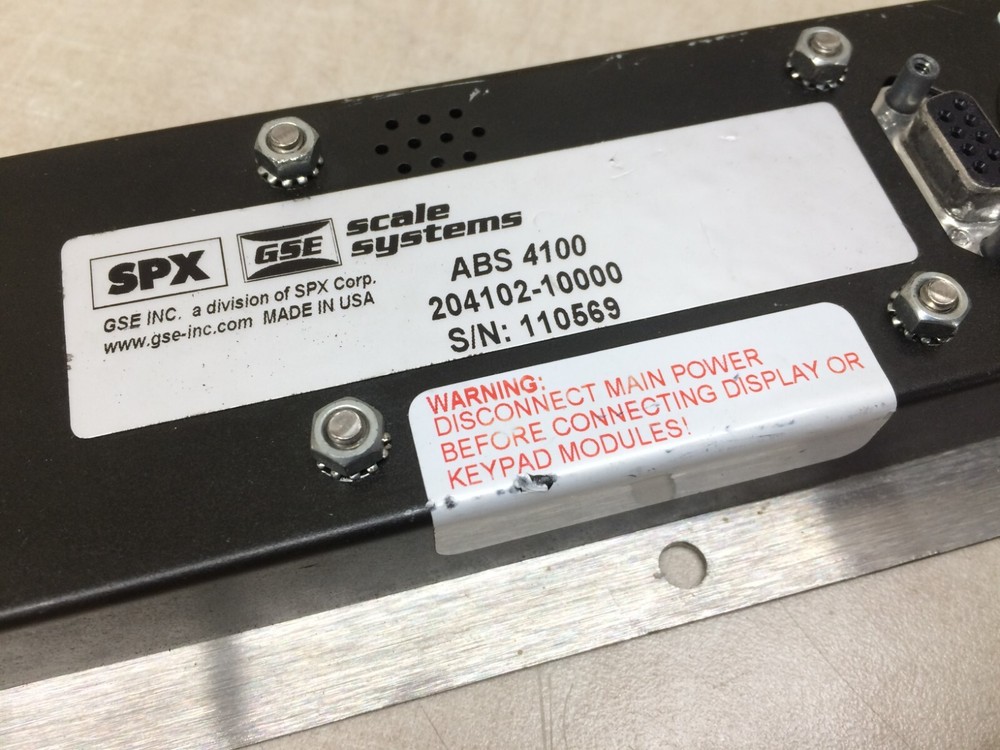 SPX GSE scale systems
GSE INC. a division of SPX Corp.
www.gse-inc.com MADE IN USA
ABS 4100
204102-10000
S/N: 110569
WARNING:
DISCONNECT MAIN POWER
BEFORE CONNECTING DISPLAY OR
KEYPAD MODULES!